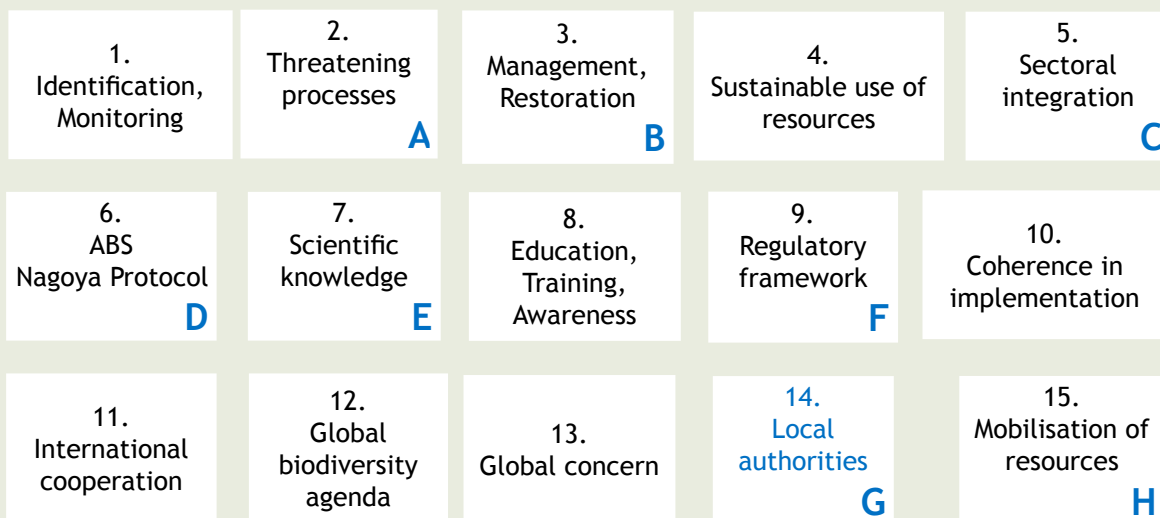 1.
Identification,
Monitoring
2.
Threatening
processes
A
3.
Management,
Restoration
B
4.
Sustainable use of
resources
5.
Sectoral
integration
C
6.
ABS
Nagoya Protocol
D
7.
Scientific
knowledge
E
8.
Education,
Training,
Awareness
9.
Regulatory
framework
F
10.
Coherence in
implementation
11.
International
cooperation
12.
Global
biodiversity
agenda
13.
Global concern
14.
Local
authorities
G
15.
Mobilisation of
resources
H